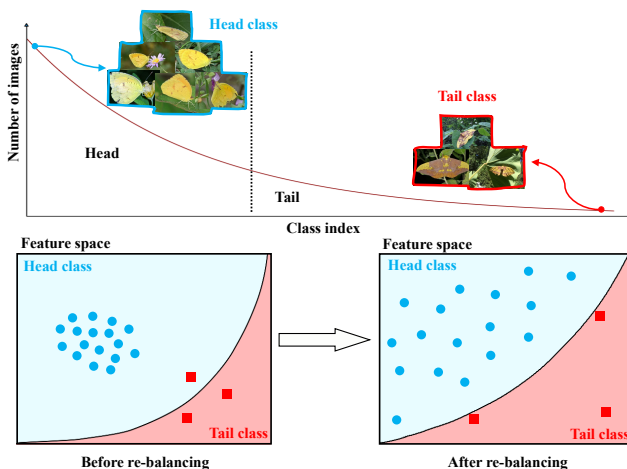 Head class
Number of images
Tail class
Head
Tail
Class index
Feature space
Head class
Tail class
Before re-balancing
Feature space
Head class
Tail class
After re-balancing